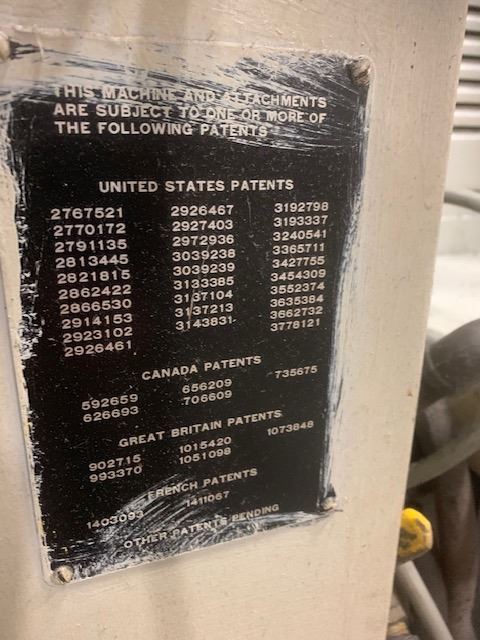 THIS MACHINE AND ATTACHMENTS
ARE SUBJECT TO ONE OR MORE OF
THE FOLLOWING PATENTS
UNITED STATES PATENTS
2767521 2926467 3192798
2770172 2927403 3193337
2791135 2972936 3240541
2813445 3039238 3365711
2821815 3039239 3427755
2862422 3133385 3454309
2866530 3137104 3552374
2914153 3137213 3635384
2923102 3143831 3662732
2926461 3778121
CANADA PATENTS
592659 656209 735675
626693 706609
GREAT BRITAIN PATENTS
902715 1015420 1073848
993370 1051098
FRENCH PATENTS
1403093 1411067
OTHER PATENTS PENDING